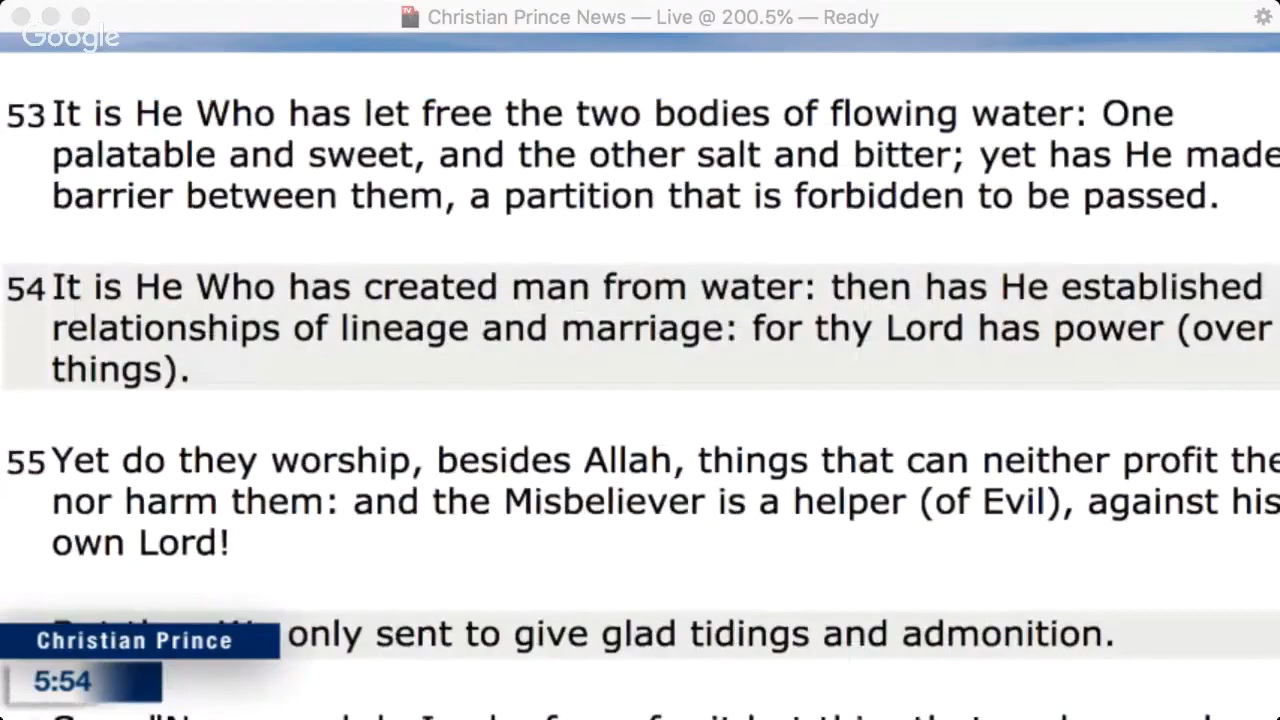 Christian Prince News — Live @ 200.5% — Ready
Google
53 It is He Who has let free the two bodies of flowing water: One
palatable and sweet, and the other salt and bitter; yet has He made
barrier between them, a partition that is forbidden to be passed.
54 It is He Who has created man from water: then has He established
relationships of lineage and marriage: for thy Lord has power (over
things).
55 Yet do they worship, besides Allah, things that can neither profit the
nor harm them: and the Misbeliever is a helper (of Evil), against his
own Lord!
only sent to give glad tidings and admonition.
Christian Prince
5:54